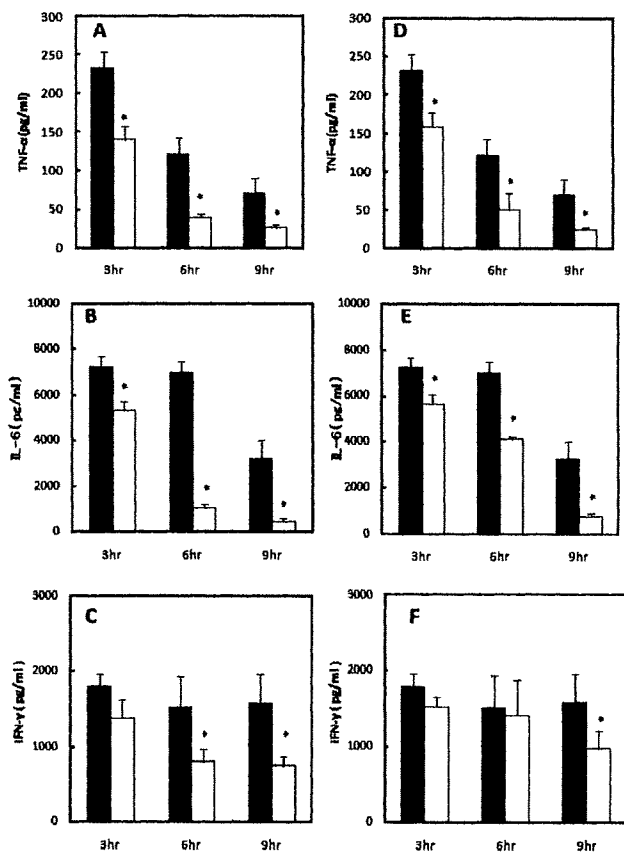 A
TNF-α(pg/ml)
300
250
200
150
100
50
0
*
*
*
3hr 6hr 9hr
D
TNF-α(pg/ml)
300
250
200
150
100
50
0
*
*
*
3hr 6hr 9hr
B
IL-6( pg/ml)
10000
8000
6000
4000
2000
0
*
*
*
3hr 6hr 9hr
E
IL-6( pg/ml)
10000
8000
6000
4000
2000
0
*
*
*
3hr 6hr 9hr
C
IFN-γ( pg/ml)
3000
2000
1000
0
*
*
3hr 6hr 9hr
F
IFN-γ( pg/ml)
3000
2000
1000
0
*
3hr 6hr 9hr